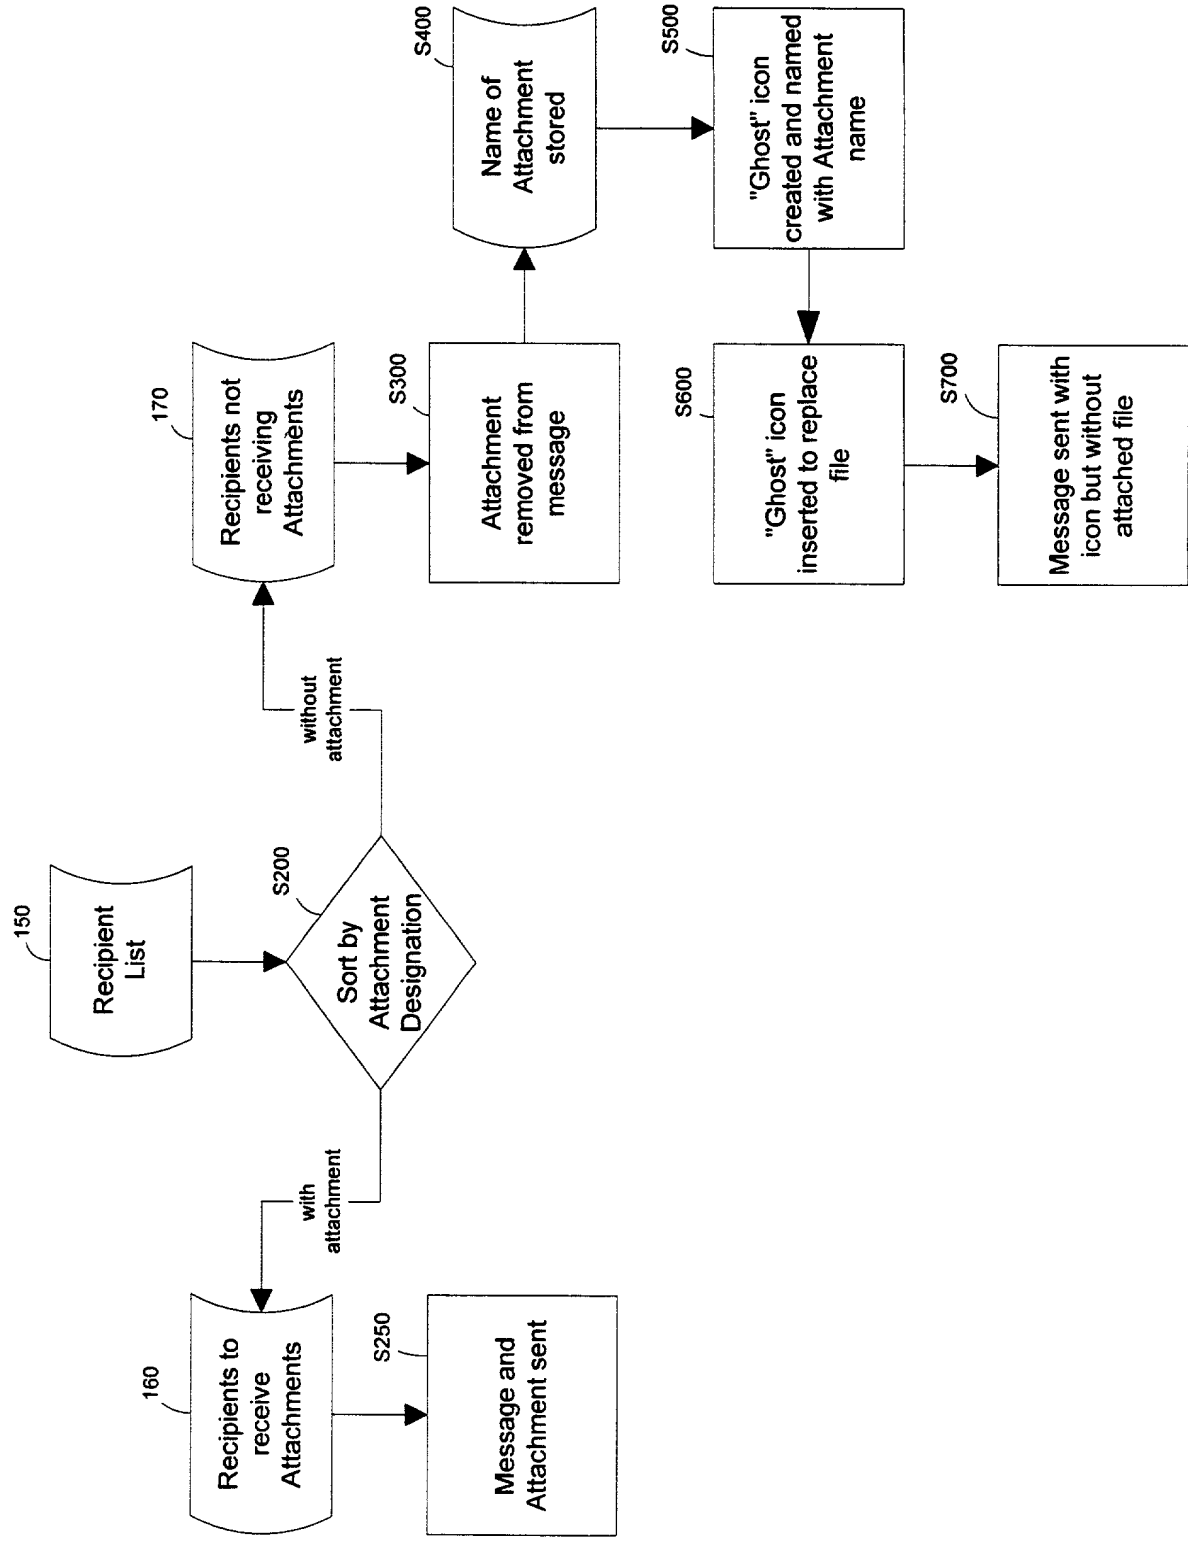 150
Recipient
List
S200
Sort by
Attachment
Designation
with
attachment
without
attachment
160
Recipients to
receive
Attachments
S250
Message and
Attachment sent
170
Recipients not
receiving
Attachments
S300
Attachment
removed from
message
S400
Name of
Attachment
stored
S500
"Ghost" icon
created and named
with Attachment
name
S600
"Ghost" icon
inserted to replace
file
S700
Message sent with
icon but without
attached file